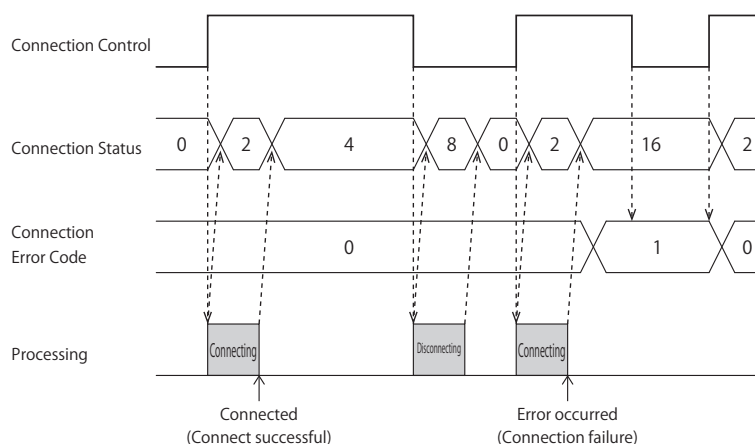 Connection Control
Connection Status
0 2 4 8 0 2 16 2
Connection
Error Code
0 1 0
Processing
Connecting Disconnecting Connecting
Connected
(Connect successful)
Error occurred
(Connection failure)